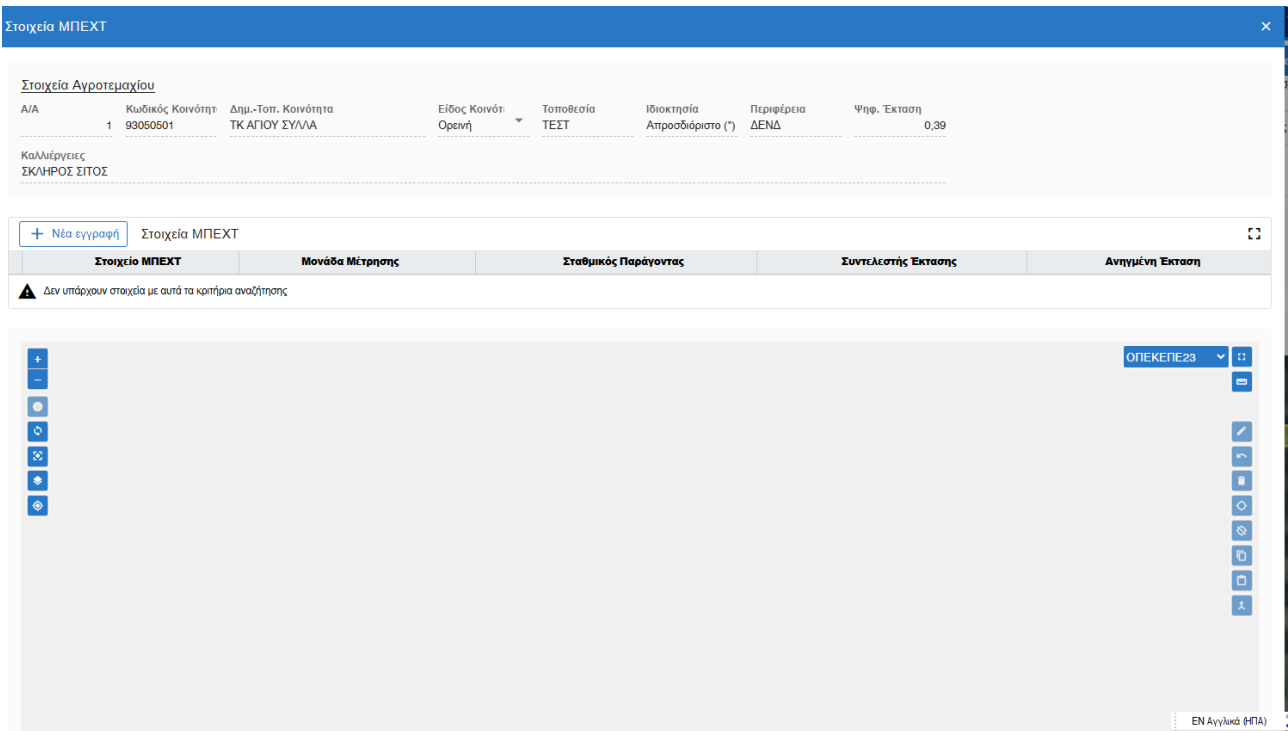 Στοιχεία ΜΠΕΧΤ
Στοιχεία Αγροτεμαχίου
Α/Α Κωδικός Κοινότητ Δημ.-Τοπ. Κοινότητα Είδος Κοινότ Τοποθεσία Ιδιοκτησία Περιφέρεια Ψηφ. Έκταση
1 93050501 ΤΚ ΑΓΙΟΥ ΣΥΛΛΑ Ορεινή ΤΕΣΤ Απροσδιόριστο (*) ΔΕΝΔ 0,39
Καλλιέργειες
ΣΚΛΗΡΟΣ ΣΙΤΟΣ
Νέα εγγραφή Στοιχεία ΜΠΕΧΤ
Στοιχείο ΜΠΕΧΤ Μονάδα Μέτρησης Σταθμικός Παράγοντας Συντελεστής Έκτασης Ανηγμένη Έκταση
Δεν υπάρχουν στοιχεία με αυτά τα κριτήρια αναζήτησης
ΟΠΕΚΕΠΕ23
EN Αγγλικά (ΗΠΑ)